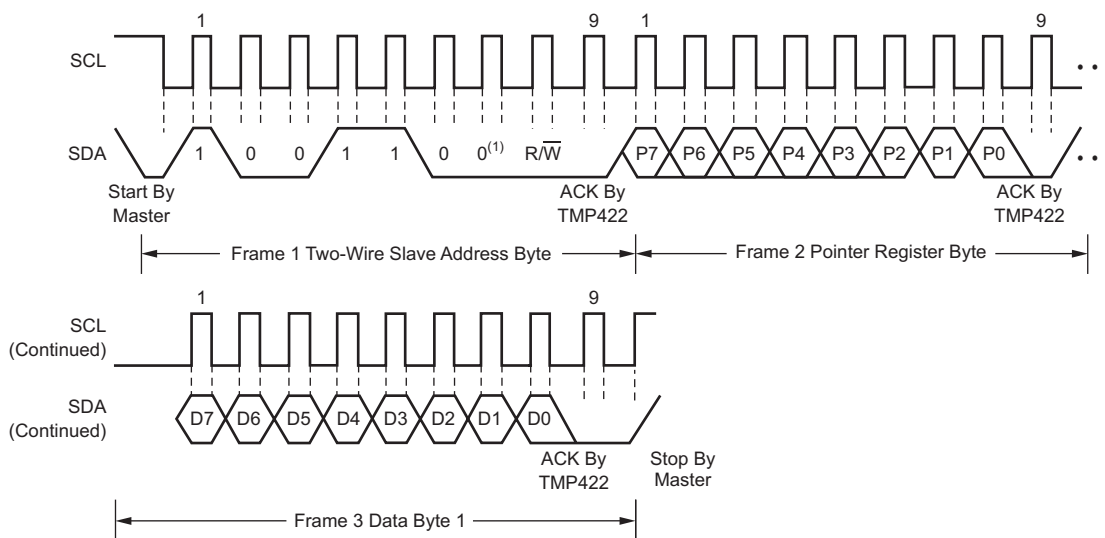 1 9 1 9
SCL
SDA 1 0 0 1 1 0 0(1) R/W̅ P7 P6 P5 P4 P3 P2 P1 P0
Start By Master
ACK By TMP422
ACK By TMP422
Frame 1 Two-Wire Slave Address Byte
Frame 2 Pointer Register Byte
1 9
SCL
(Continued)
SDA
(Continued)
D7 D6 D5 D4 D3 D2 D1 D0
ACK By TMP422
Stop By Master
Frame 3 Data Byte 1